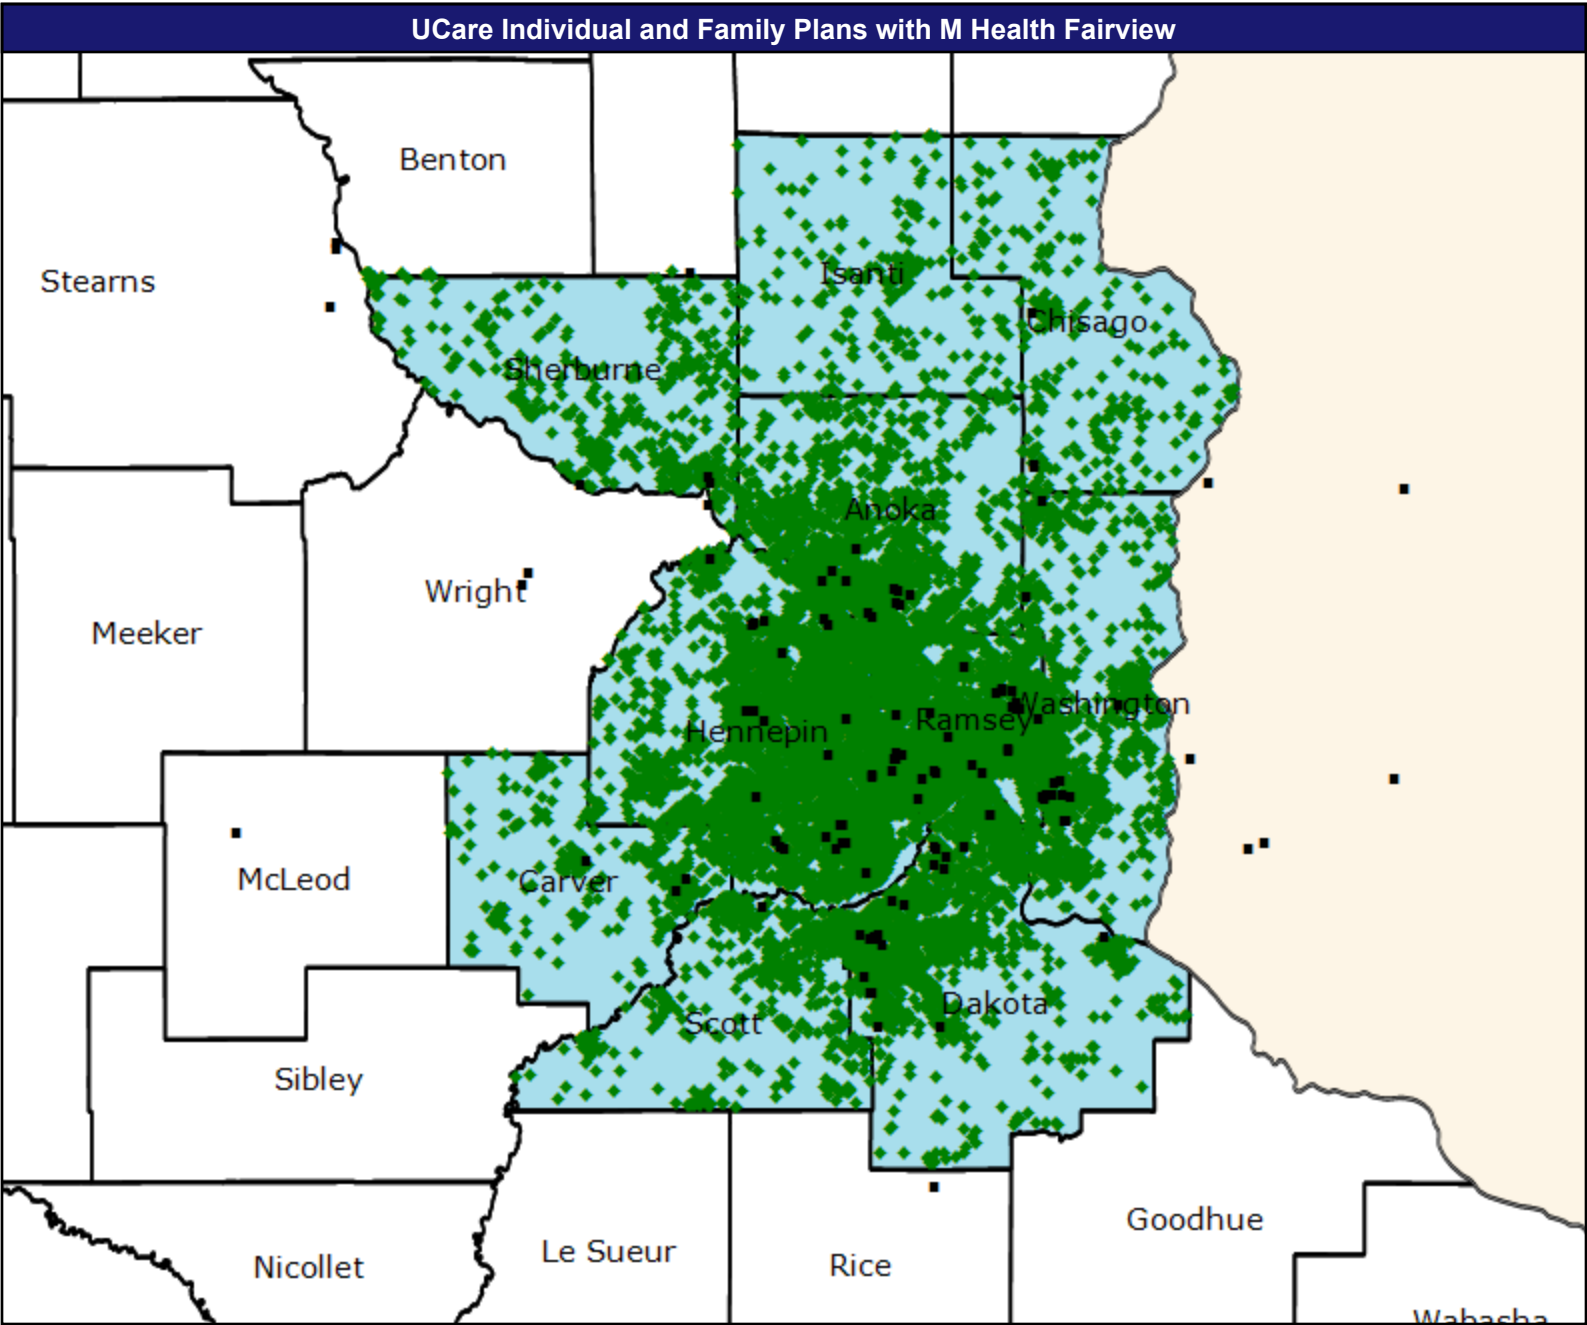 UCare Individual and Family Plans with M Health Fairview
Benton
Stearns
Isanti
Chisago
Sherburne
Anoka
Wright
Meeker
Washington
Ramsey
Hennepin
McLeod
Carver
Dakota
Scott
Sibley
Goodhue
Le Sueur
Rice
Nicollet
Wabasha